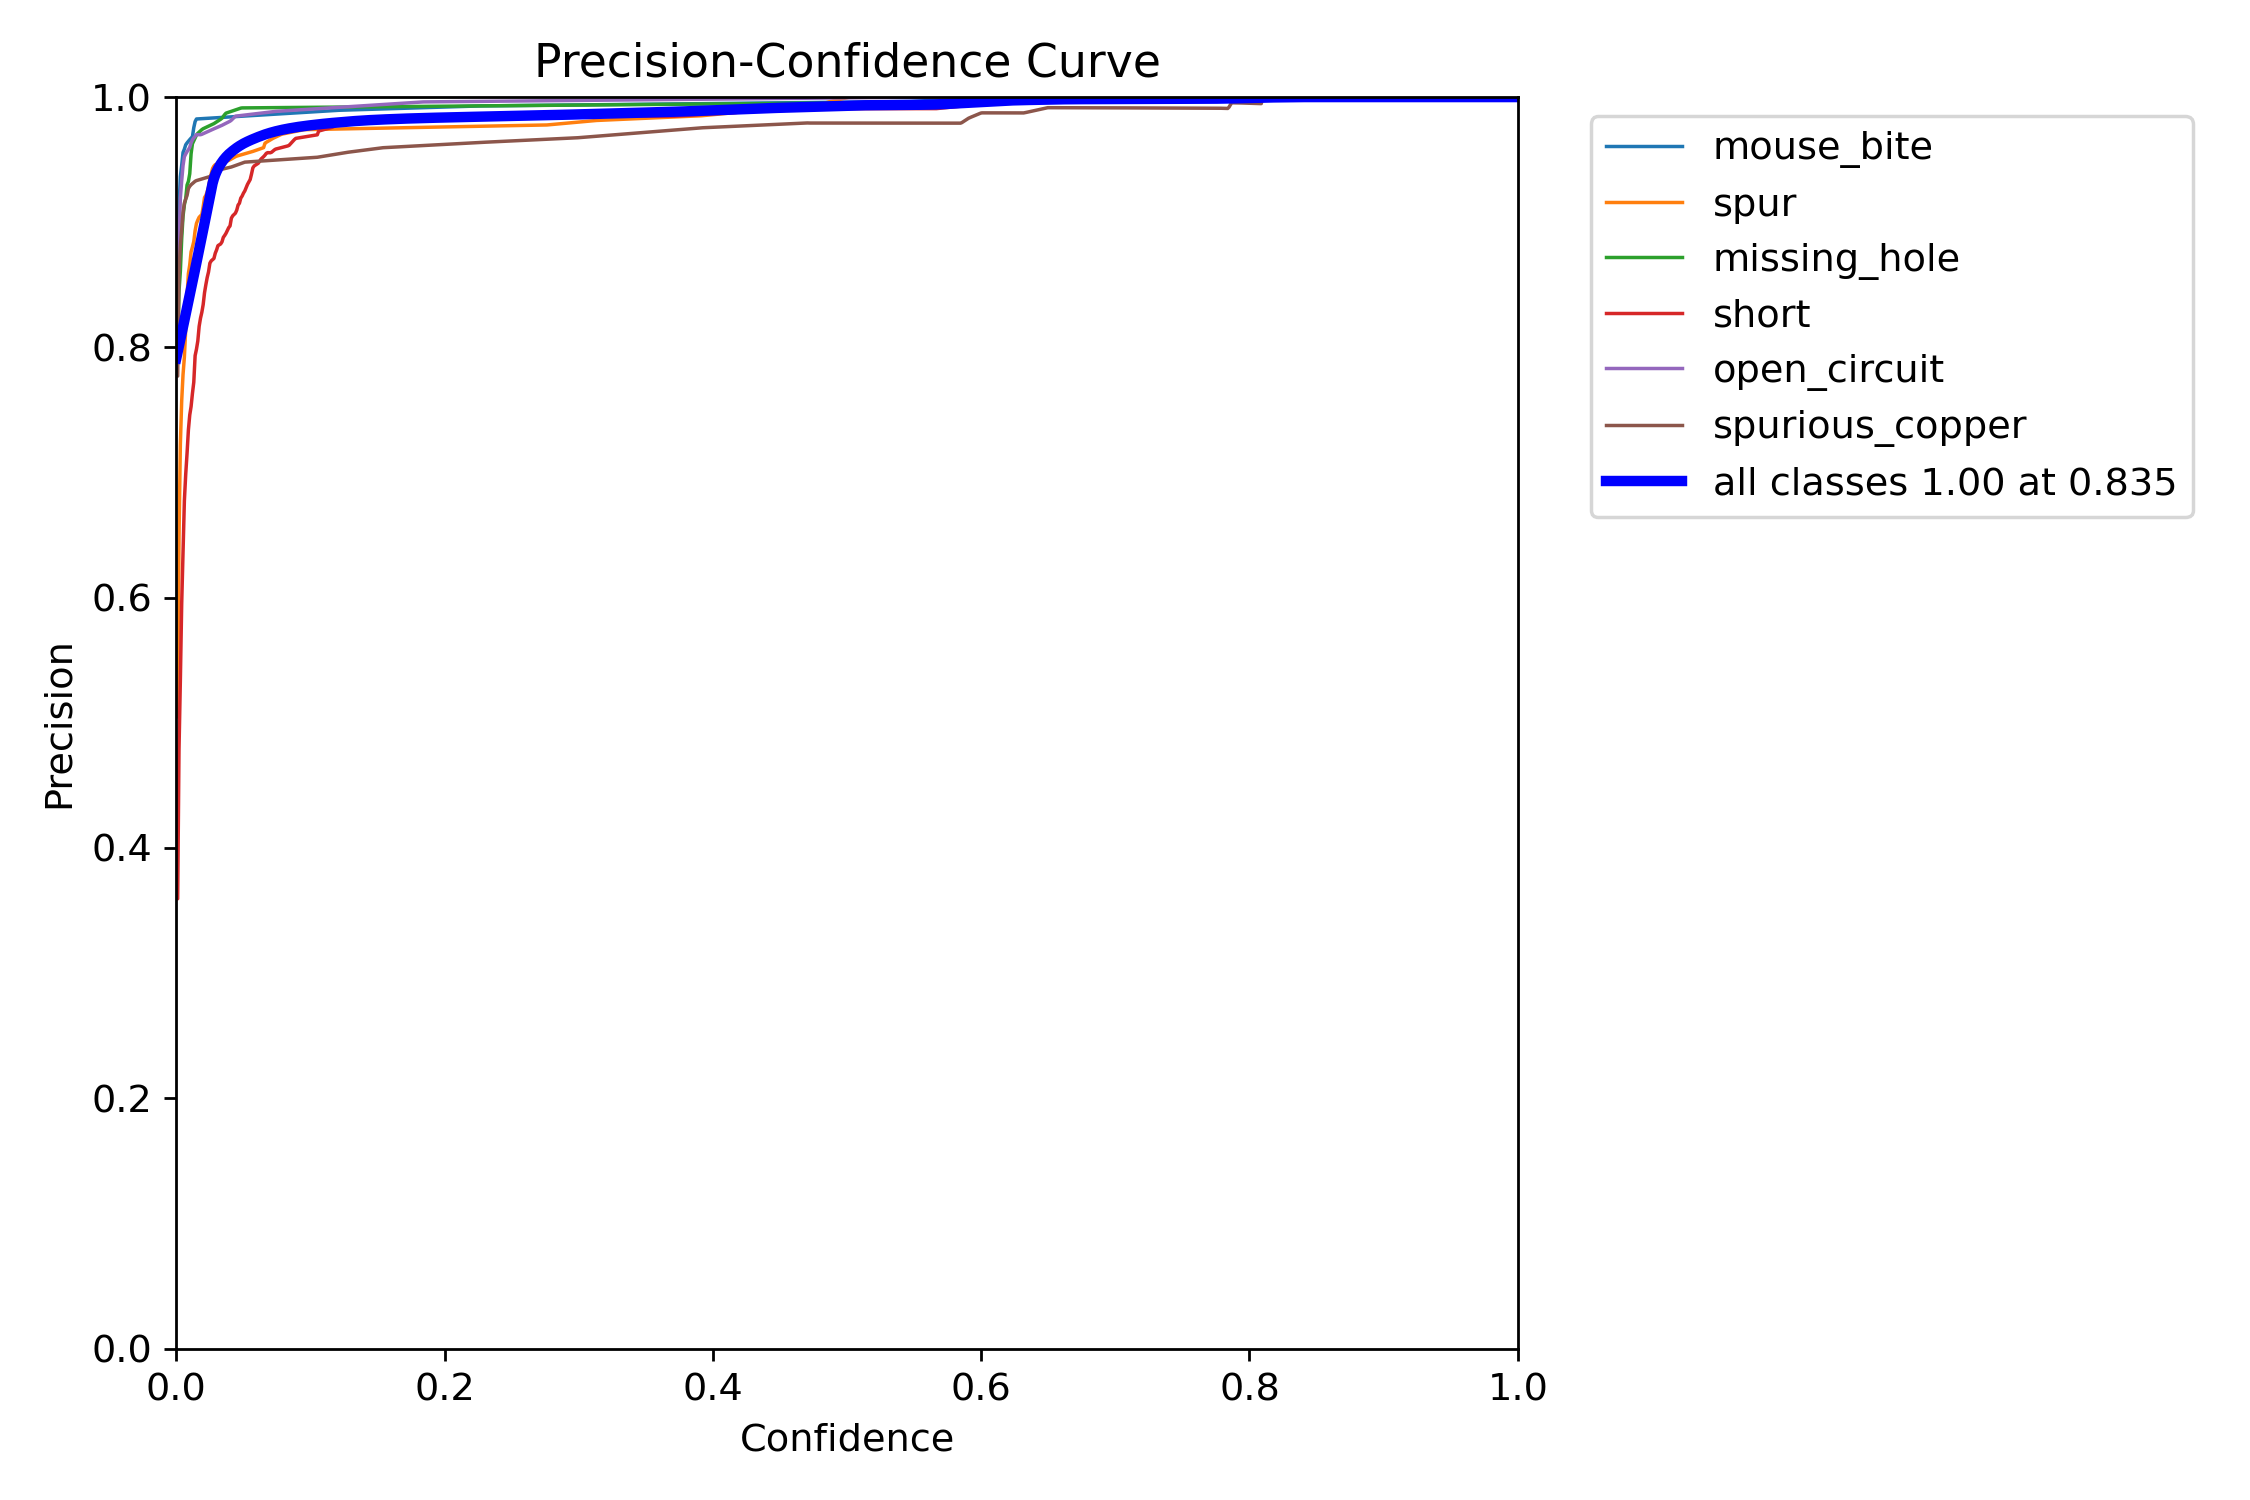 Precision-Confidence Curve
1.0
0.8
0.6
0.4
0.2
0.0
Precision
0.0 0.2 0.4 0.6 0.8 1.0
Confidence
mouse_bite
spur
missing_hole
short
open_circuit
spurious_copper
all classes 1.00 at 0.835